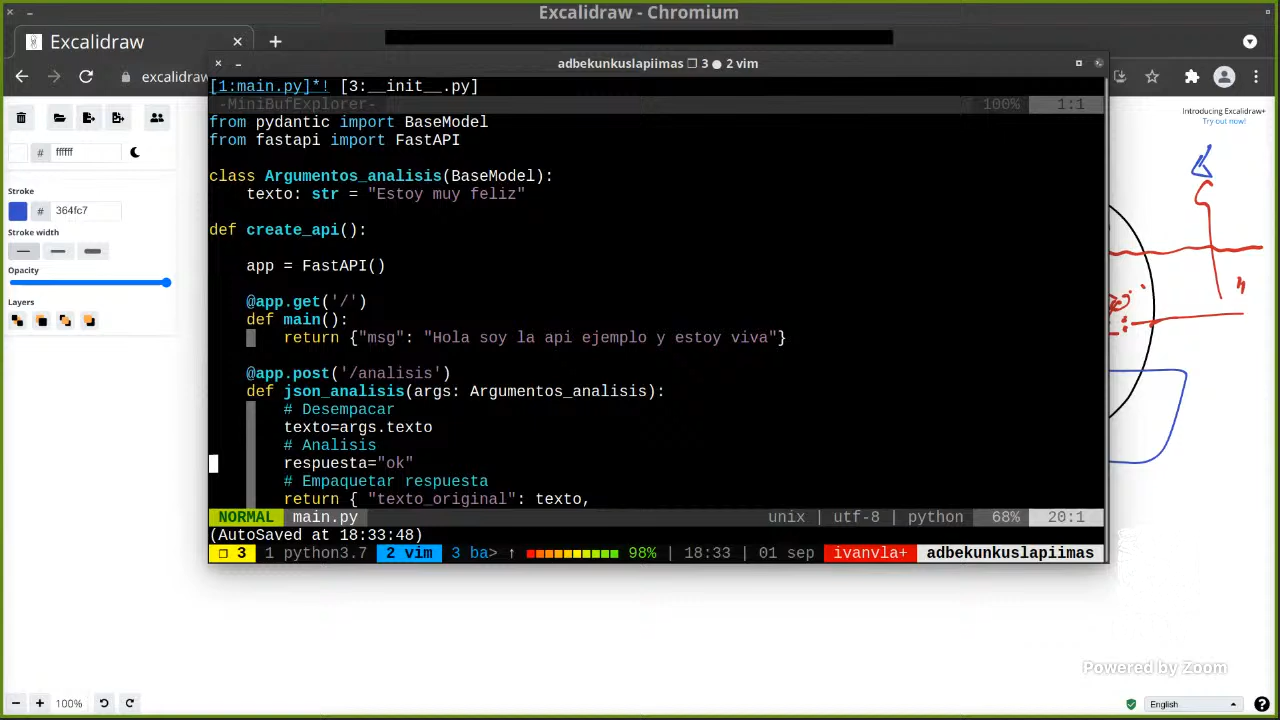 Excalidraw - Chromium
Excalidraw
excalidraw
Introducing Excalidraw+
Try out now!
# ffffff
Stroke
# 364fc7
Stroke width
Opacity
Layers
adbekunkuslapiimas ❐ 3 ● 2 vim
[1:main.py]*! [3:__init__.py]
-MiniBufExplorer- 100% 1:1
from pydantic import BaseModel
from fastapi import FastAPI
class Argumentos_analisis(BaseModel):
texto: str = "Estoy muy feliz"
def create_api():
app = FastAPI()
@app.get('/')
def main():
return {"msg": "Hola soy la api ejemplo y estoy viva"}
@app.post('/analisis')
def json_analisis(args: Argumentos_analisis):
# Desempacar
texto=args.texto
# Analisis
respuesta="ok"
# Empaquetar respuesta
return { "texto_original": texto,
NORMAL main.py unix | utf-8 | python 68% 20:1
(AutoSaved at 18:33:48)
❐ 3 1 python3.7 2 vim 3 ba> ↑ 98% | 18:33 | 01 sep ivanvla+ adbekunkuslapiimas
Powered by Zoom
100%
English